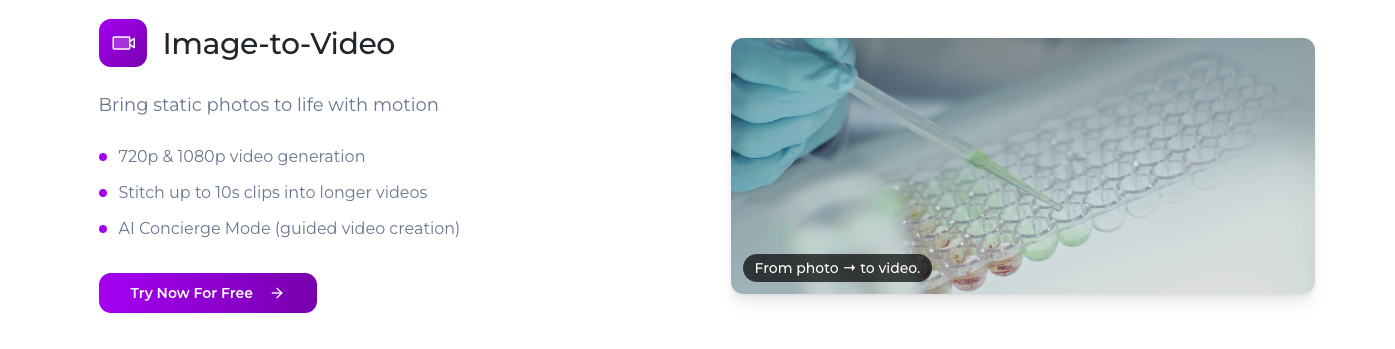 Image-to-Video
Bring static photos to life with motion
720p & 1080p video generation
Stitch up to 10s clips into longer videos
AI Concierge Mode (guided video creation)
Try Now For Free →
From photo → to video.